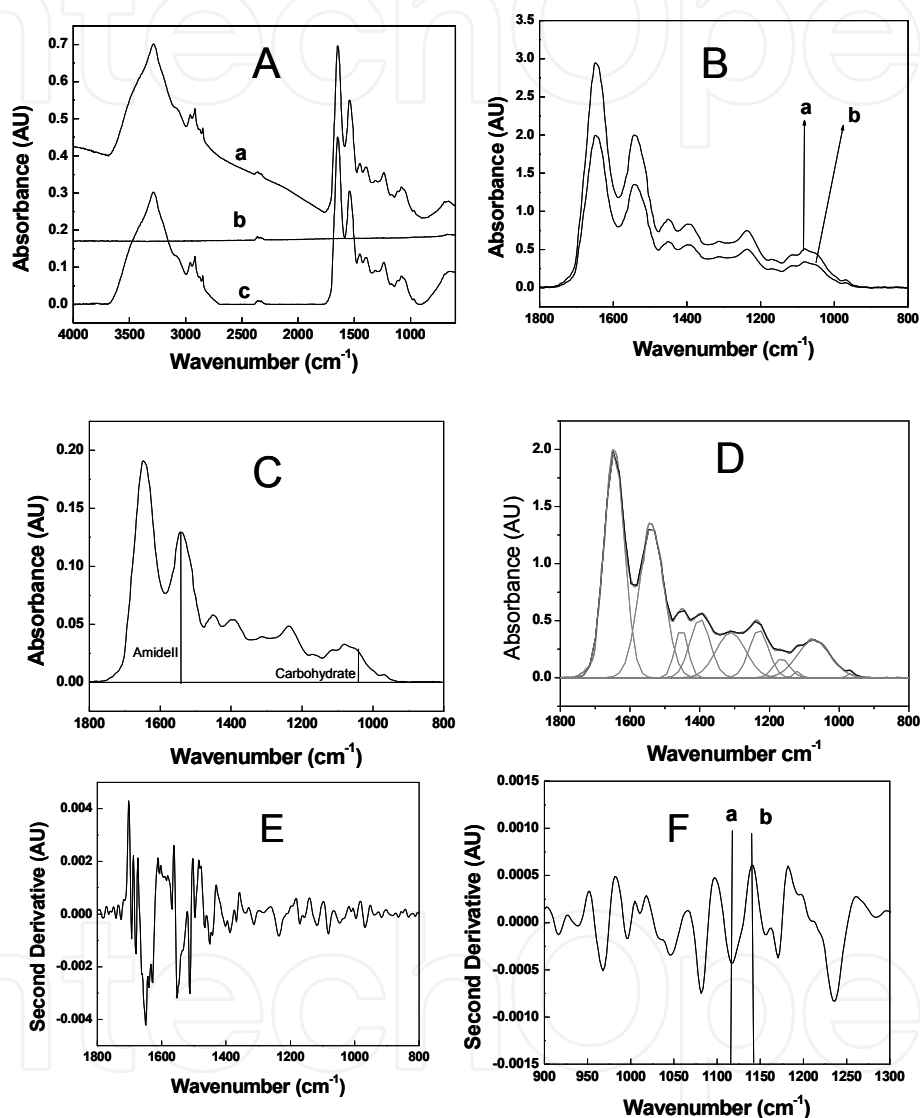 ntechOpe
0.7
0.6
0.5
0.4
0.3
0.2
0.1
0.0
Absorbance (AU)
A
a
b
c
4000 3500 3000 2500 2000 1500 1000
Wavenumber (cm-1)
3.5
3.0
2.5
2.0
1.5
1.0
0.5
0.0
Absorbance (AU)
B
a
b
1800 1600 1400 1200 1000 800
Wavenumber (cm-1)
0.20
0.15
0.10
0.05
0.00
Absorbance (AU)
C
AmideII
Carbohydrate
1800 1600 1400 1200 1000 800
Wavenumber (cm-1)
2.0
1.5
1.0
0.5
0.0
Absorbance (AU)
D
1800 1600 1400 1200 1000 800
Wavenumber cm-1
0.004
0.002
0.000
-0.002
-0.004
Second Derivative (AU)
E
1800 1600 1400 1200 1000 800
Wavenumber (cm-1)
0.0015
0.0010
0.0005
0.0000
-0.0005
-0.0010
-0.0015
Second Derivative (AU)
F
a b
900 950 1000 1050 1100 1150 1200 1250 1300
Wavenumber (cm-1)
ntechOpe